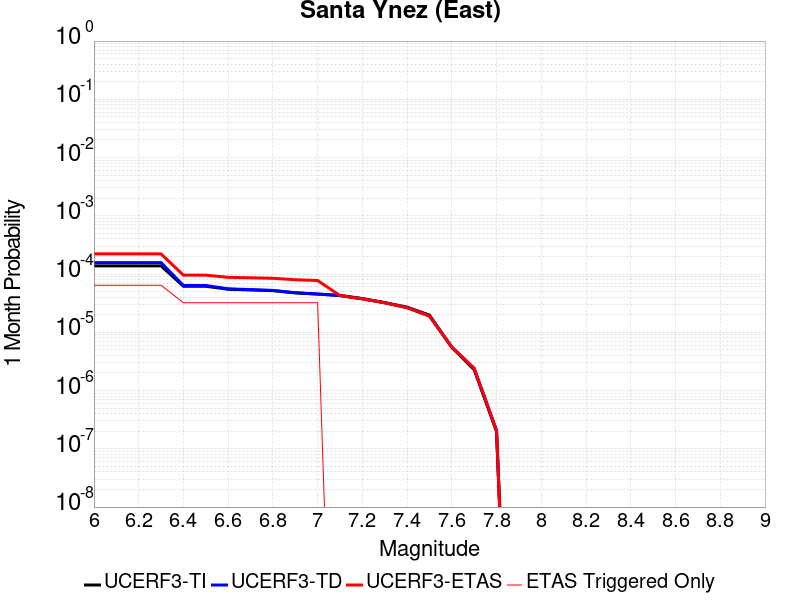 Santa Ynez (East)
10^0
10^-1
10^-2
10^-3
10^-4
10^-5
10^-6
10^-7
10^-8
1 Month Probability
6 6.2 6.4 6.6 6.8 7 7.2 7.4 7.6 7.8 8 8.2 8.4 8.6 8.8 9
Magnitude
UCERF3-TI UCERF3-TD UCERF3-ETAS ETAS Triggered Only